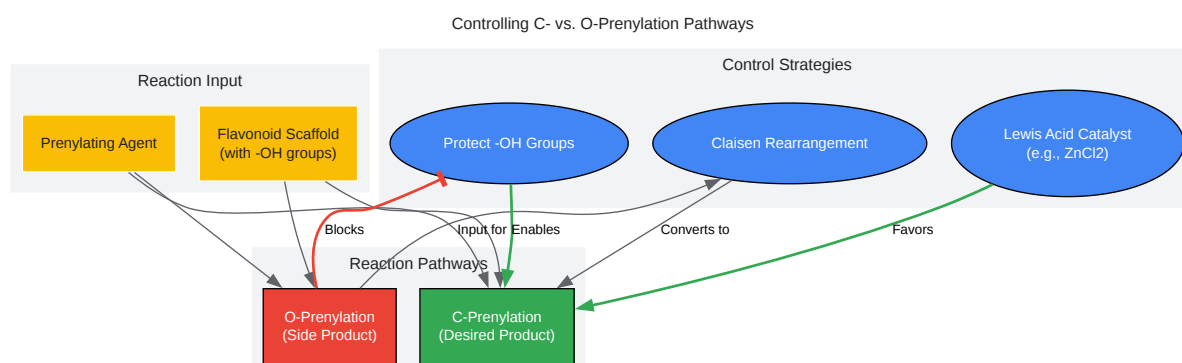 Controlling C- vs. O-Prenylation Pathways
Reaction Input
Control Strategies
Prenylating Agent
Flavonoid Scaffold
(with -OH groups)
Protect -OH Groups
Claisen Rearrangement
Lewis Acid Catalyst
(e.g., ZnCl2)
Blocks
Input for
Enables
Converts to
Favors
Reaction Pathways
O-Prenylation
(Side Product)
C-Prenylation
(Desired Product)